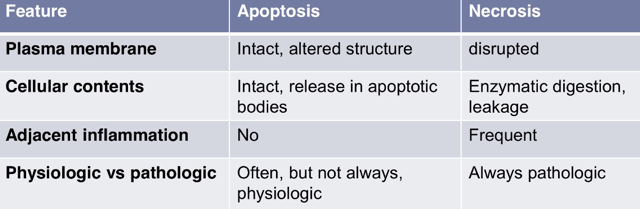 Feature Apoptosis Necrosis
Plasma membrane Intact, altered structure disrupted
Cellular contents Intact, release in apoptotic Enzymatic digestion,
bodies leakage
Adjacent inflammation No Frequent
Physiologic vs pathologic Often, but not always, Always pathologic
physiologic